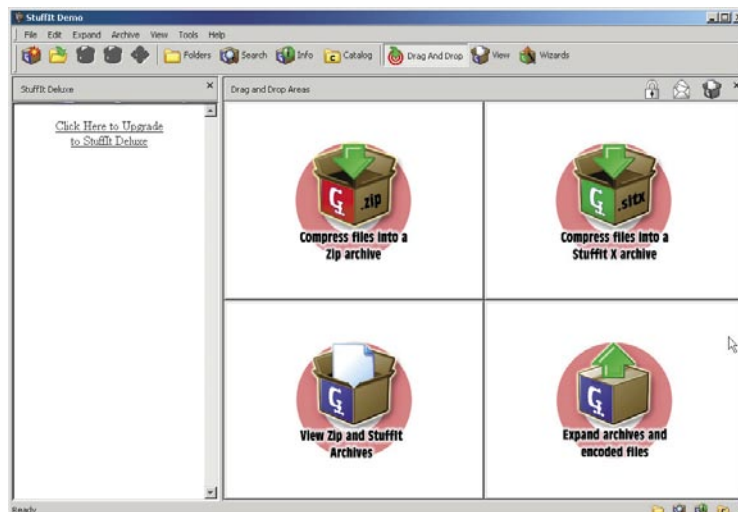 StuffIt Demo
File Edit Expand Archive View Tools Help
Folders Search Info Catalog Drag And Drop View Wizards
StuffIt Deluxe
Drag and Drop Areas
Click Here to Upgrade
to StuffIt Deluxe
.zip
Compress files into a
Zip archive
.sitx
Compress files into a
StuffIt X archive
View Zip and StuffIt
Archives
Expand archives and
encoded files
Ready